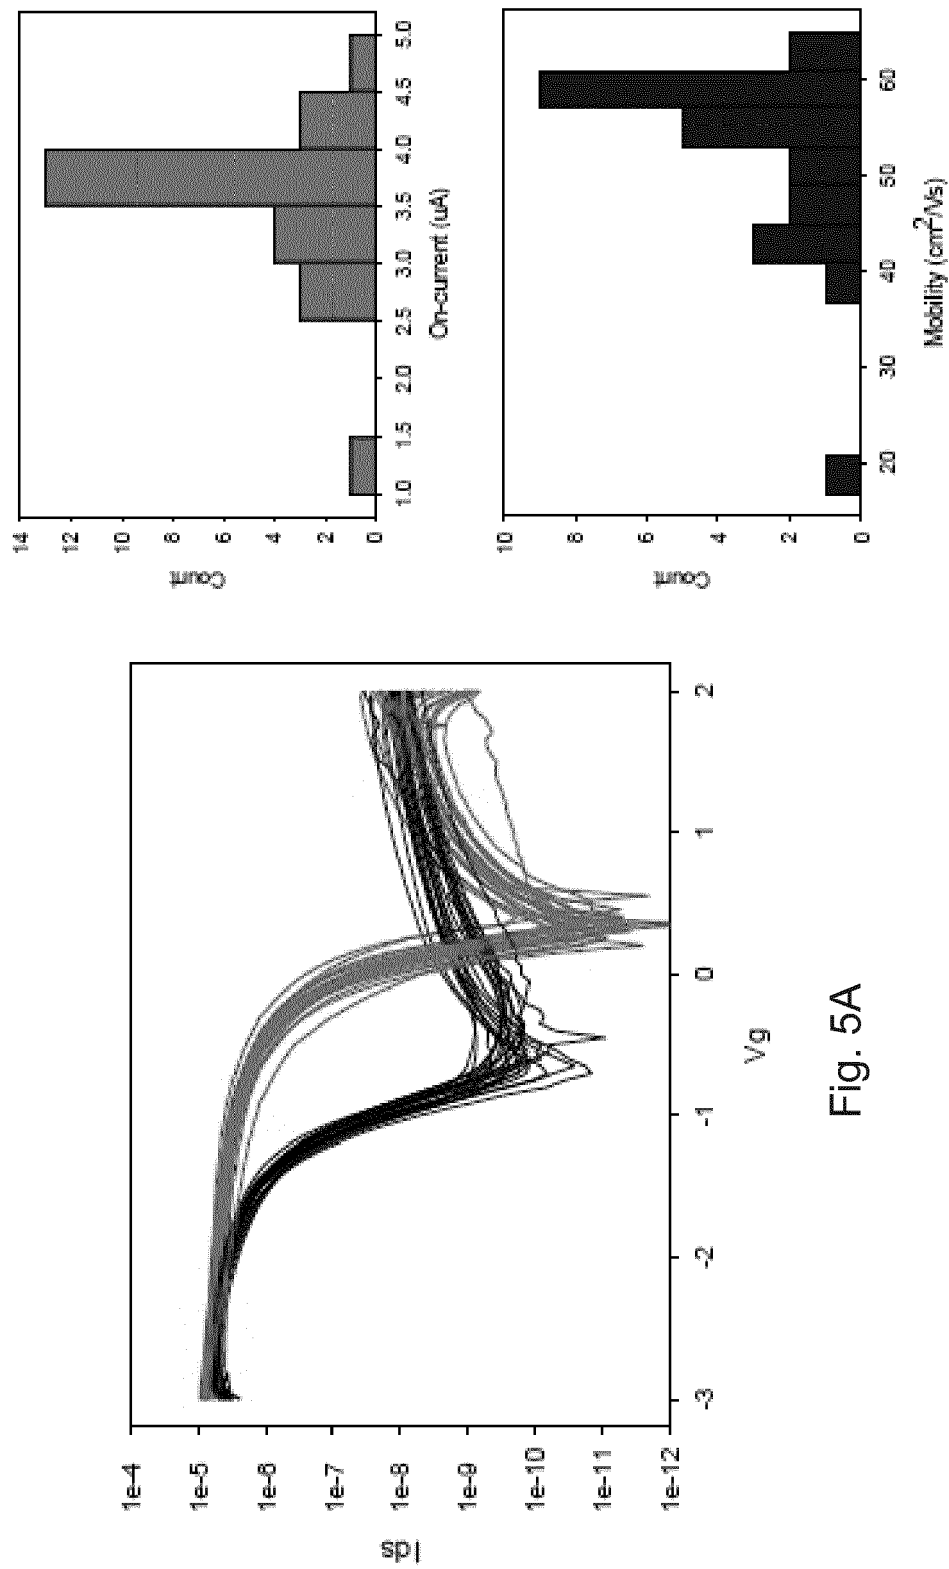 1e-4
1e-5
1e-6
1e-7
1e-8
1e-9
1e-10
1e-11
1e-12
Ids
-3
-2
-1
0
1
2
Vg
14
12
10
8
6
4
2
0
Count
1.0
1.5
2.0
2.5
3.0
3.5
4.0
4.5
5.0
On-current (uA)
10
8
6
4
2
0
Count
20
30
40
50
60
Mobility (cm²/Vs)
Fig. 5A